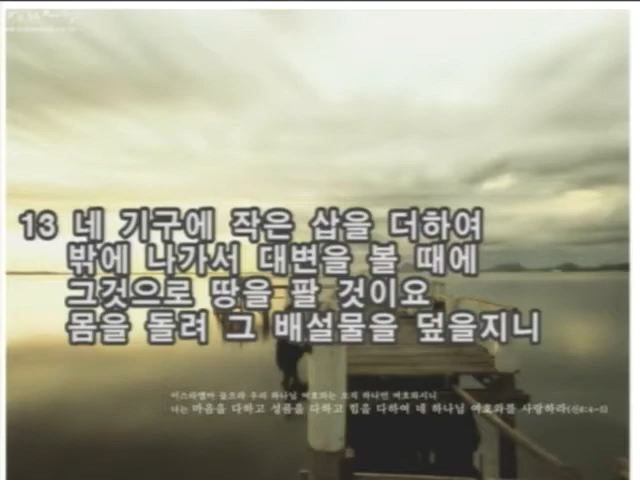 13 네 기구에 작은 삽을 더하여
밖에 나가서 대변을 볼 때에
그것으로 땅을 팔 것이요
몸을 돌려 그 배설물을 덮을지니
이스라엘아 들으라 우리 하나님 여호와는 오직 하나인 여호와시니
너는 마음을 다하고 성품을 다하고 힘을 다하여 네 하나님 여호와를 사랑하라(신6:4-5)